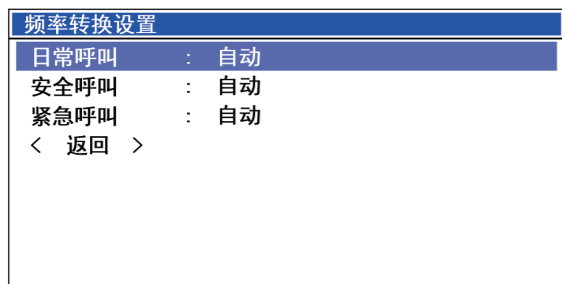 频率转换设置
日常呼叫 : 自动
安全呼叫 : 自动
紧急呼叫 : 自动
< 返回 >